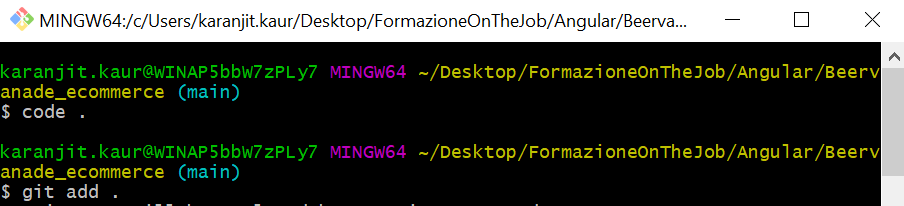 MINGW64:/c/Users/karanjit.kaur/Desktop/FormazioneOnTheJob/Angular/Beerva...
karanjit.kaur@WINAP5bbW7zPLy7 MINGW64 ~/Desktop/FormazioneOnTheJob/Angular/Beerv
anade_ecommerce (main)
$ code .
karanjit.kaur@WINAP5bbW7zPLy7 MINGW64 ~/Desktop/FormazioneOnTheJob/Angular/Beerv
anade_ecommerce (main)
$ git add .